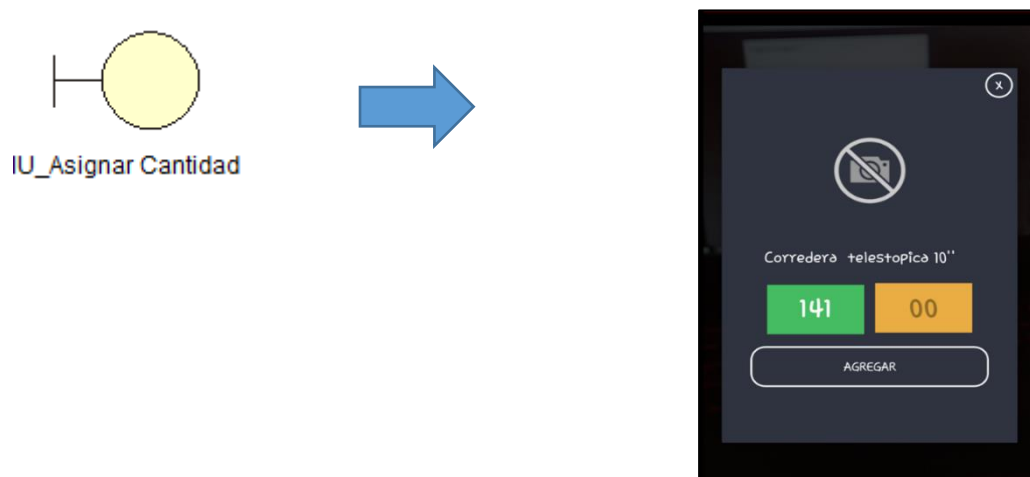 IU_Asignar Cantidad
x
Corredera telestopica 10''
141
00
AGREGAR